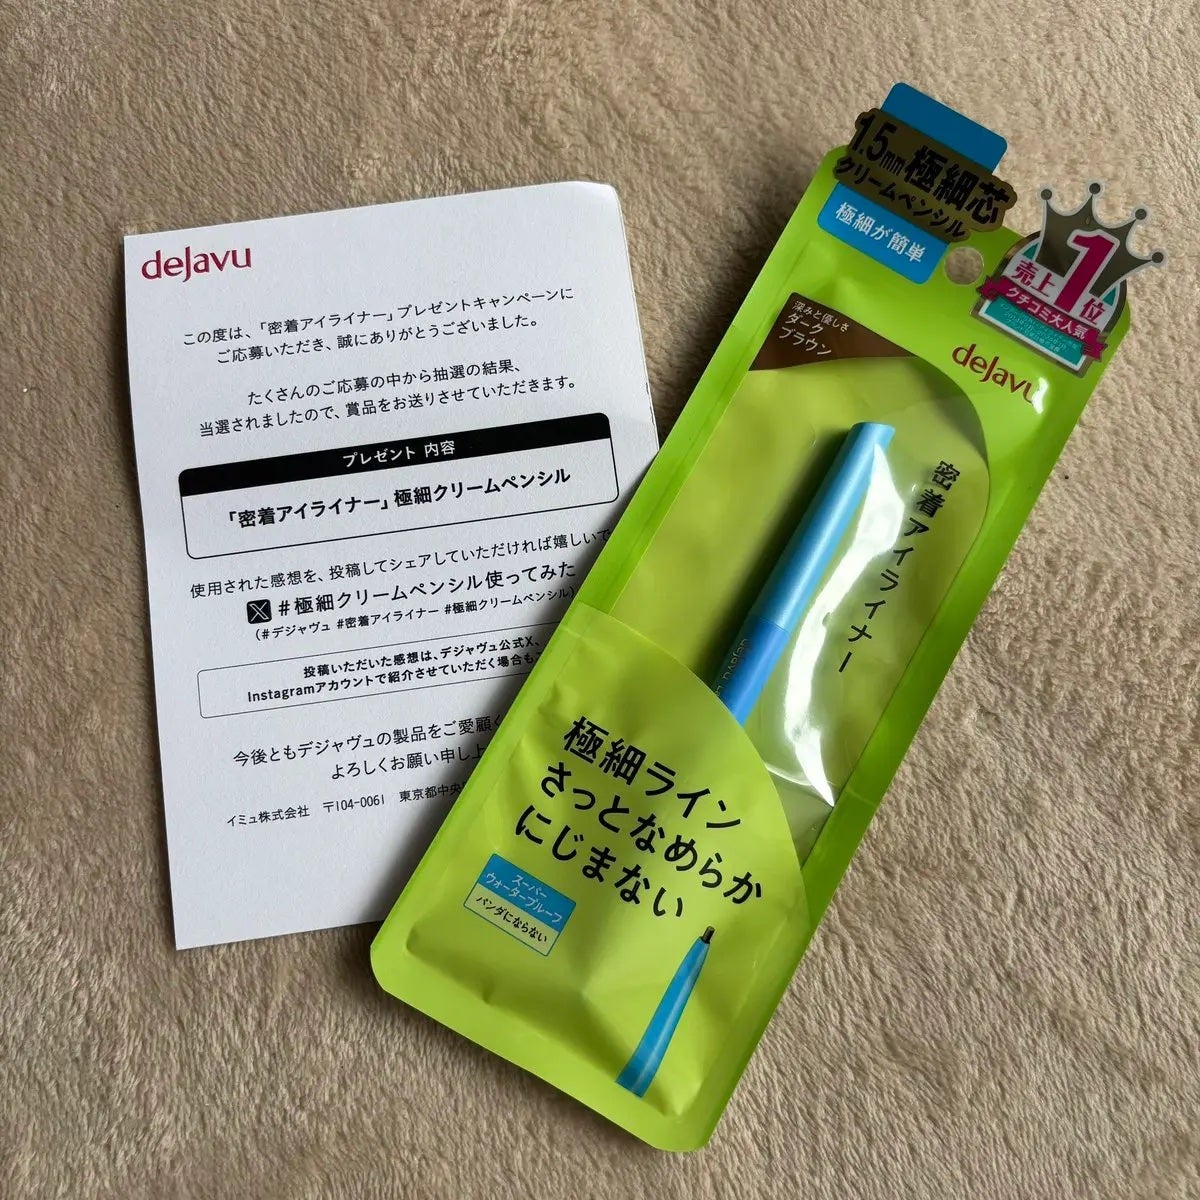 dejavu
この度は、「密着アイライナー」プレゼントキャンペーンに
ご応募いただき、誠にありがとうございました。
たくさんのご応募の中から抽選の結果、
当選されましたので、賞品をお送りさせていただきます。
プレゼント 内容
「密着アイライナー」極細クリームペンシル
使用された感想を、投稿してシェアしていただければ嬉しいで
X #極細クリームペンシル使ってみた
(#デジャヴュ #密着アイライナー #極細クリームペンシル)
投稿いただいた感想は、デジャヴュ公式X、
Instagramアカウントで紹介させていただく場合も
今後ともデジャヴュの製品をご愛顧
よろしくお願い申し上
イミュ株式会社 〒104-0061 東京都中央
1.5mm極細芯
クリームペンシル
極細が簡単
売上1位
クチコミ大人気
深みと優しさ
ダーク
ブラウン
dejavu
密着アイライナー
dejavu
極細ライン
さっとなめらか
にじまない
スーパー
ウォータープルーフ
パンダにならない